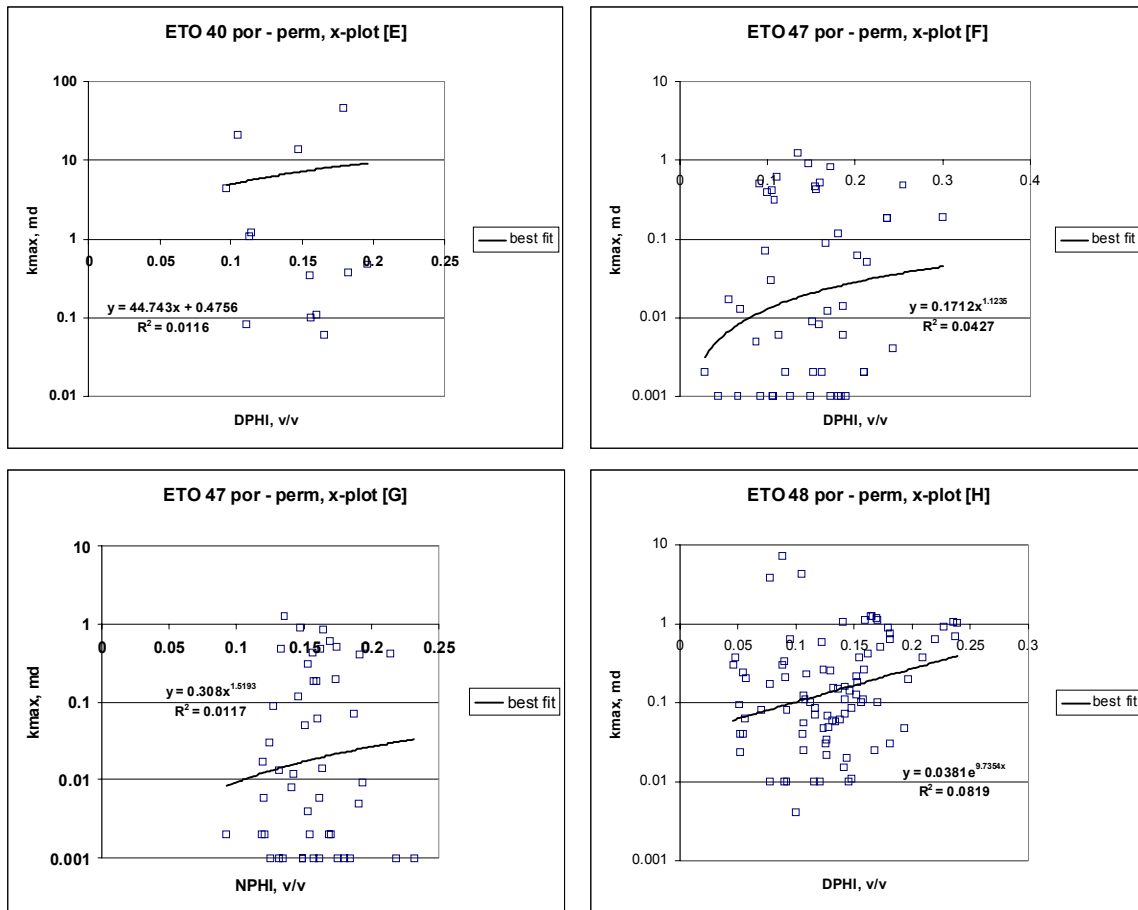 ETO 40 por - perm, x-plot [E]
100
10
1
0.1
0.01
0
0.05
0.1
0.15
0.2
0.25
kmax, md
DPHI, v/v
y = 44.743x + 0.4756
R² = 0.0116
best fit
ETO 47 por - perm, x-plot [F]
10
1
0.1
0.01
0.001
0
0.1
0.2
0.3
0.4
kmax, md
DPHI, v/v
y = 0.1712x^1.1235
R² = 0.0427
best fit
ETO 47 por - perm, x-plot [G]
10
1
0.1
0.01
0.001
0
0.05
0.1
0.15
0.2
0.25
kmax, md
NPHI, v/v
y = 0.308x^1.5193
R² = 0.0117
best fit
ETO 48 por - perm, x-plot [H]
10
1
0.1
0.01
0.001
0
0.05
0.1
0.15
0.2
0.25
0.3
kmax, md
DPHI, v/v
y = 0.0381e^9.7354x
R² = 0.0819
best fit